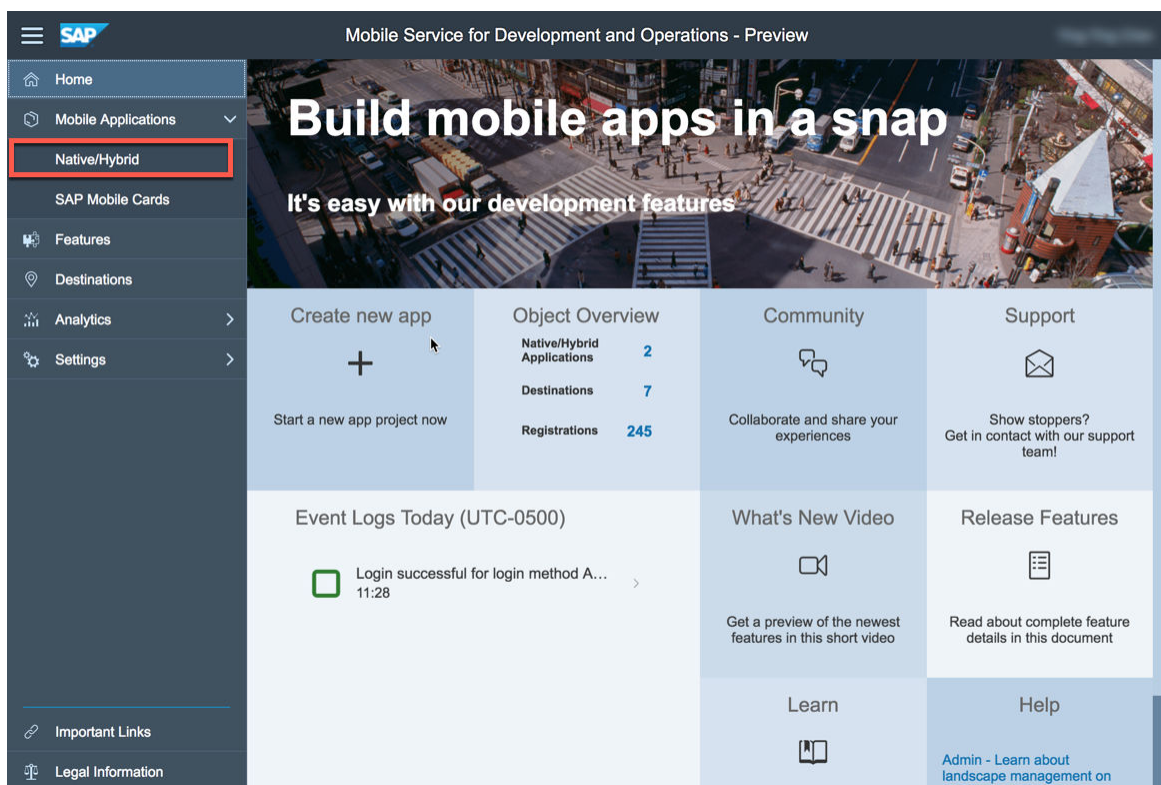 SAP
Mobile Service for Development and Operations - Preview
Home
Mobile Applications
Native/Hybrid
SAP Mobile Cards
Features
Destinations
Analytics
Settings
Important Links
Legal Information
Build mobile apps in a snap
It's easy with our development features
Create new app
Start a new app project now
Object Overview
Native/Hybrid
Applications 2
Destinations 7
Registrations 245
Community
Collaborate and share your
experiences
Support
Show stoppers?
Get in contact with our support
team!
Event Logs Today (UTC-0500)
Login successful for login method A...
11:28
What's New Video
Get a preview of the newest
features in this short video
Release Features
Read about complete feature
details in this document
Learn
Help
Admin - Learn about
landscape management on